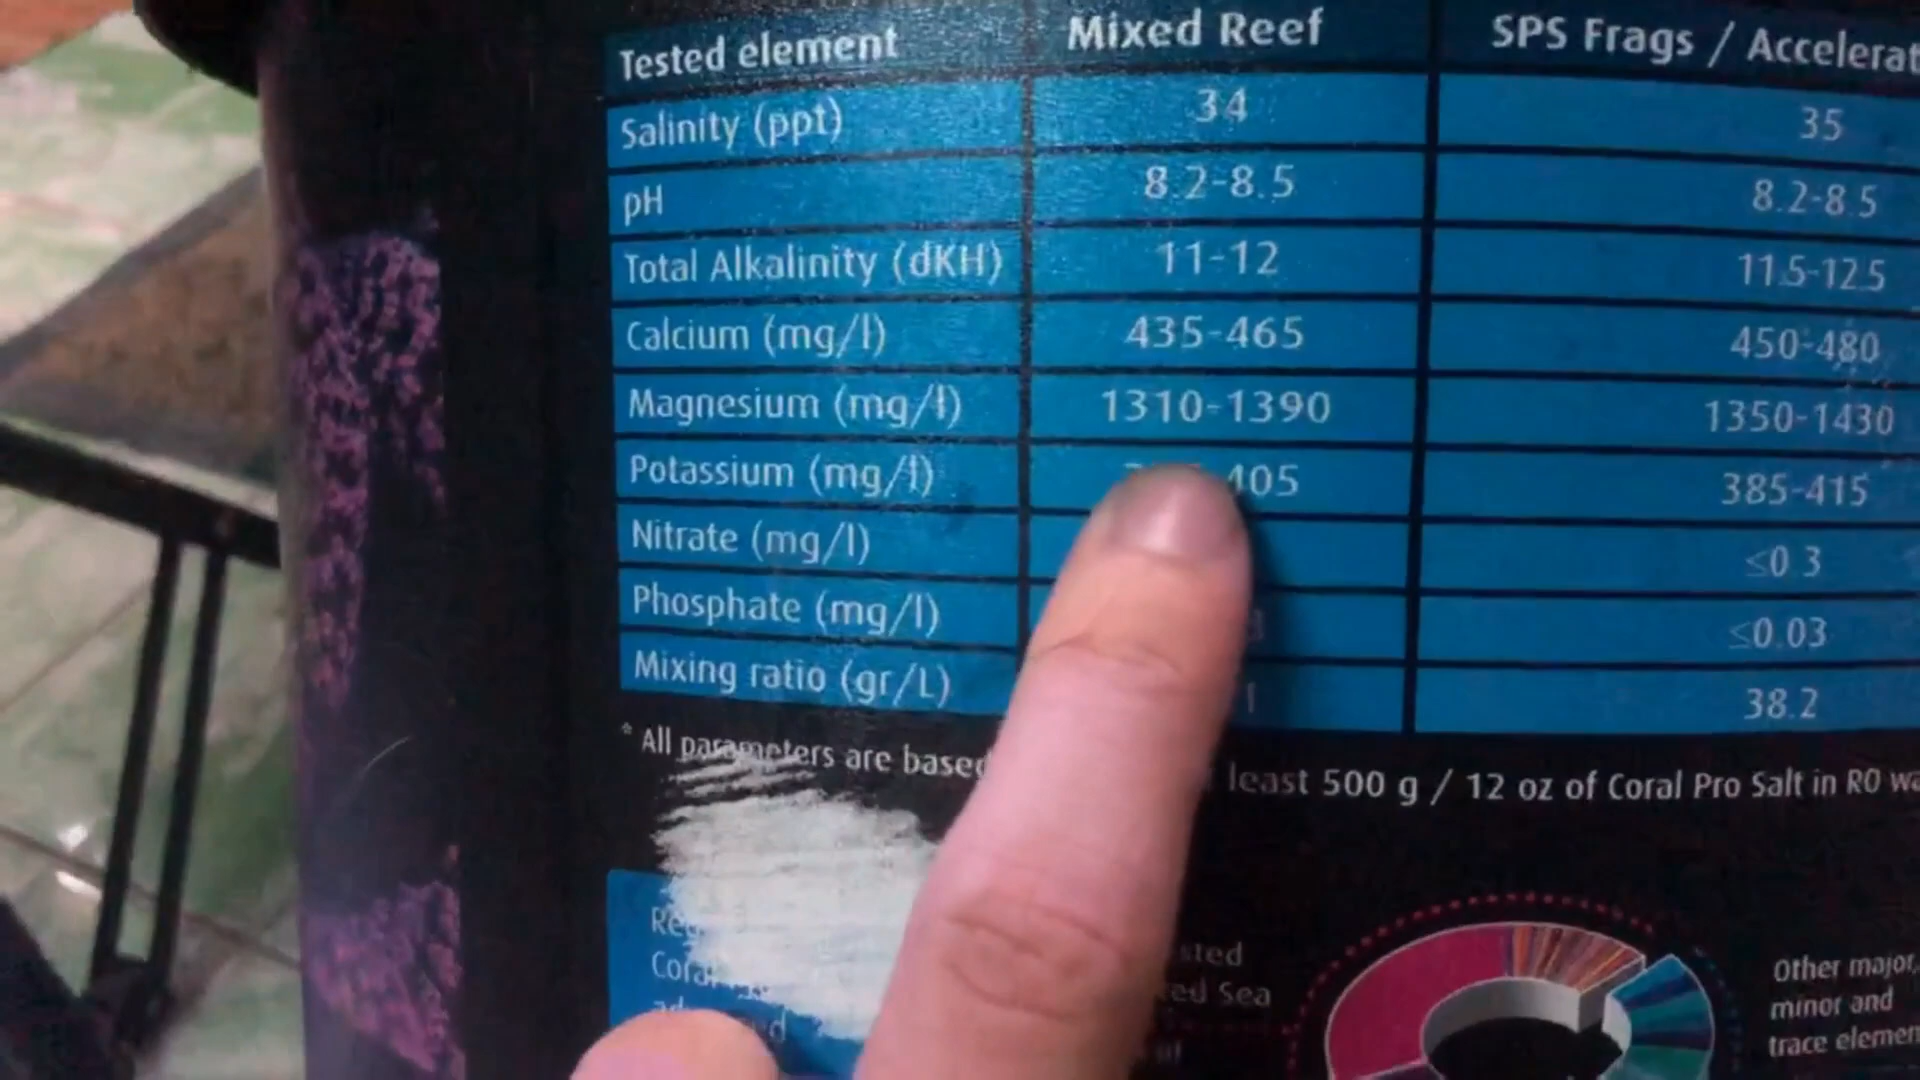 Tested element Mixed Reef SPS Frags / Accelerat
Salinity (ppt) 34 35
pH 8.2-8.5 8.2-8.5
Total Alkalinity (dKH) 11-12 11.5-12.5
Calcium (mg/l) 435-465 450-480
Magnesium (mg/l) 1310-1390 1350-1430
Potassium (mg/l) 405 385-415
Nitrate (mg/l) ≤0.3
Phosphate (mg/l) ≤0.03
Mixing ratio (gr/L) 38.2
* All parameters are based least 500 g / 12 oz of Coral Pro Salt in RO
Sea
Other major,
minor and
trace elemen